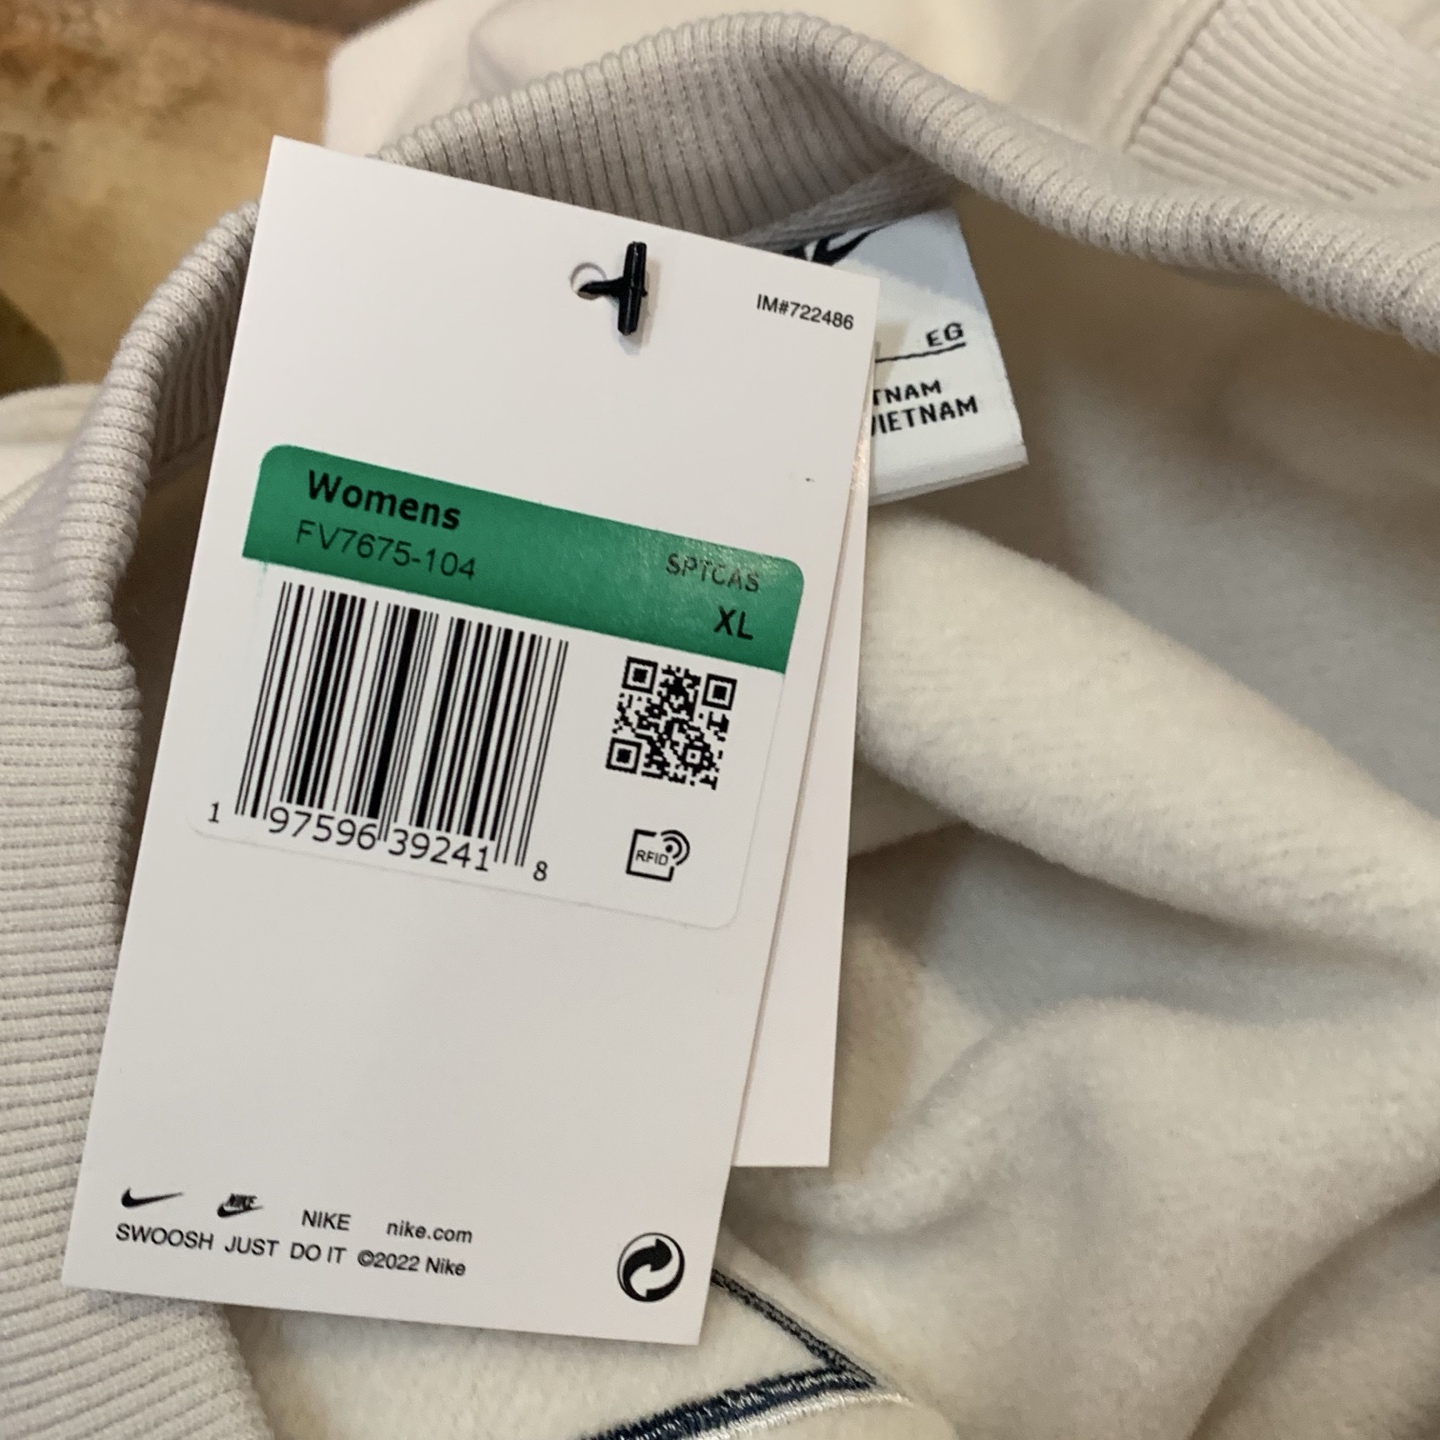 IM#722486
EG
VIETNAM
Womens
FV7675-104
SPTCAS
XL
1 97596 39241 8
RFID
NIKE
NIKE nike.com
SWOOSH JUST DO IT ©2022 Nike